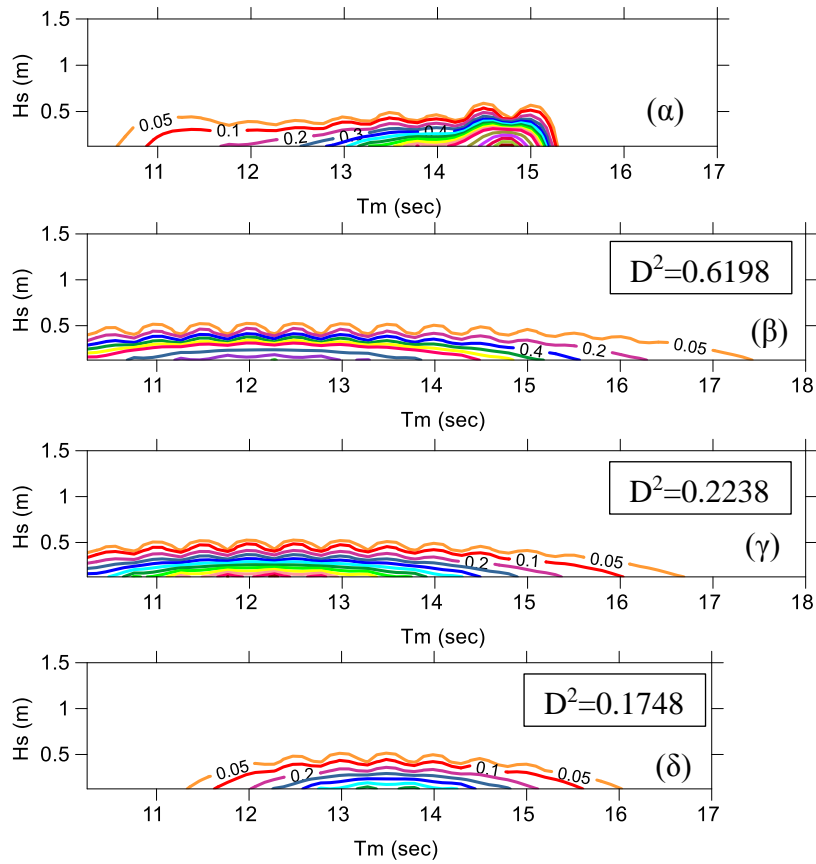 1.5
1
0.5
Hs (m)
0.05
0.1
0.2
0.3
0.4
(α)
11 12 13 14 15 16 17
Tm (sec)
1.5
1
0.5
Hs (m)
D²=0.6198
0.4
0.2
0.05
(β)
11 12 13 14 15 16 17 18
Tm (sec)
1.5
1
0.5
Hs (m)
D²=0.2238
0.2
0.1
0.05
(γ)
11 12 13 14 15 16 17 18
Tm (sec)
1.5
1
0.5
Hs (m)
D²=0.1748
0.05
0.2
0.1
0.05
(δ)
11 12 13 14 15 16 17
Tm (sec)